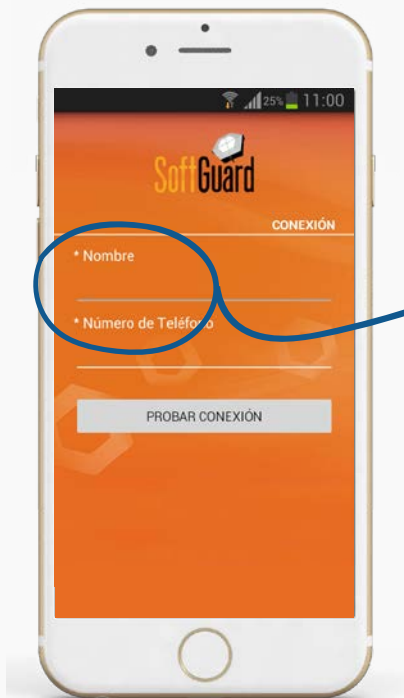 25% 11:00
SoftGuard
CONEXIÓN
* Nombre
* Número de Teléfono
PROBAR CONEXIÓN